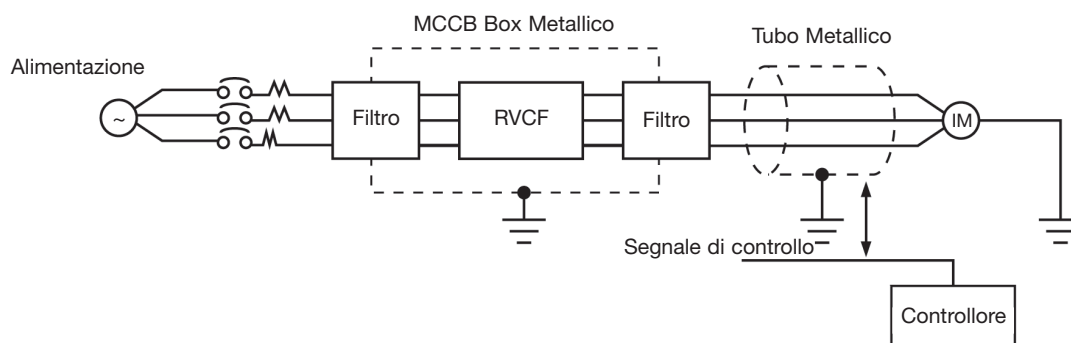 MCCB Box Metallico
Tubo Metallico
Alimentazione
~
Filtro
RVCF
Filtro
IM
Segnale di controllo
Controllore